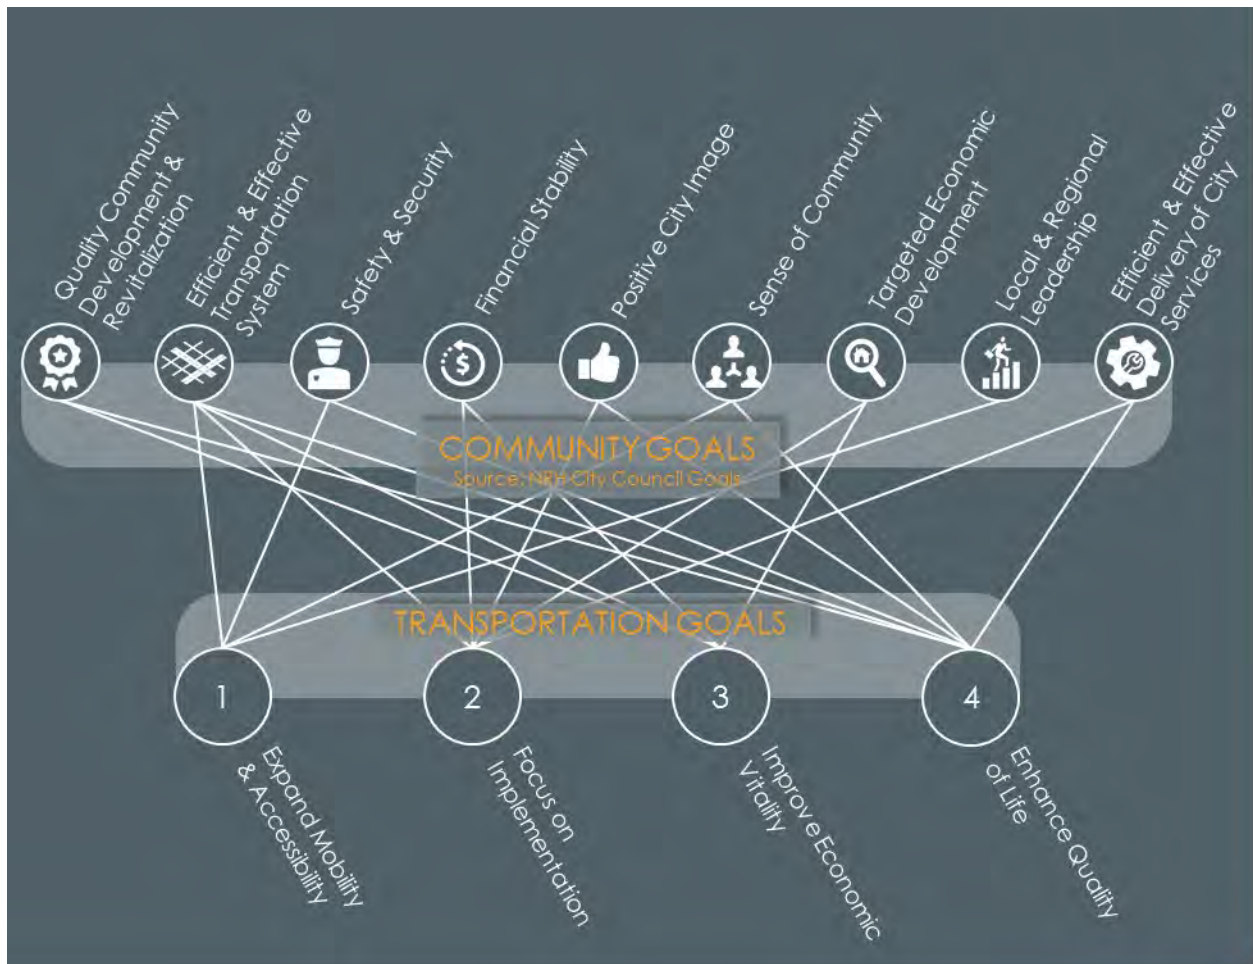 Quality Community
Development &
Revitalization
Efficient & Effective
Transportation
System
Safety & Security
Financial Stability
Positive City Image
Sense of Community
Targeted Economic
Development
Local & Regional
Leadership
Efficient & Effective
Delivery of City
Services
$
COMMUNITY GOALS
Source: NRH City Council Goals
TRANSPORTATION GOALS
1
2
3
4
Expand Mobility
& Accessibility
Focus on
Implementation
Improve Economic
Vitality
Enhance Quality
of Life